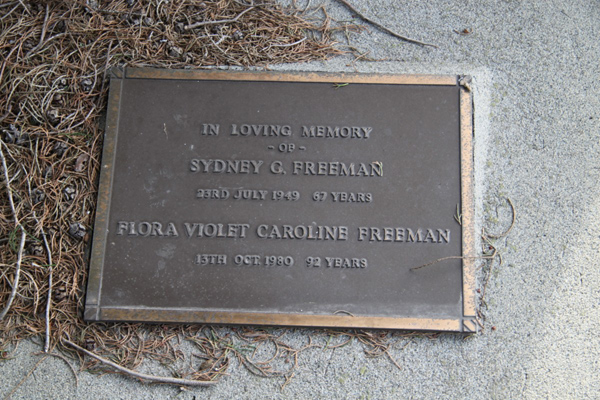 IN LOVING MEMORY
- OF -
SYDNEY G. FREEMAN
23RD JULY 1949 67 YEARS
FLORA VIOLET CAROLINE FREEMAN
13TH OCT. 1980 92 YEARS